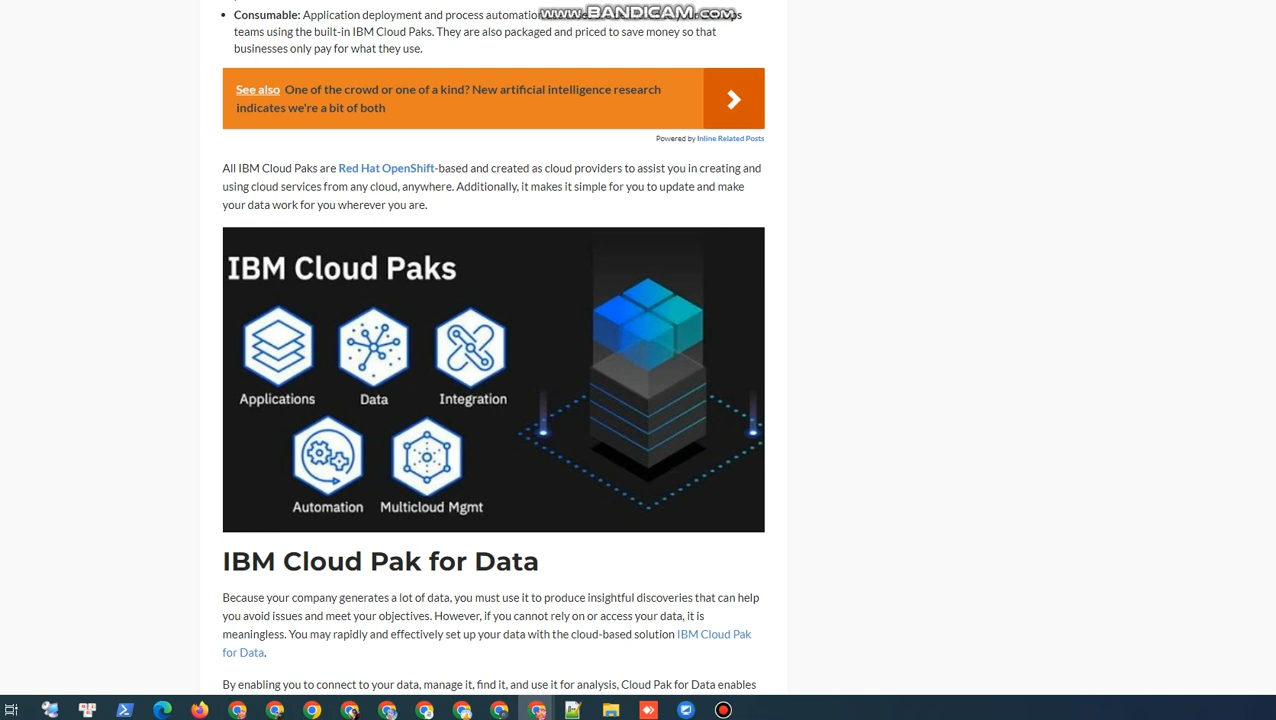 www.BANDICAM.com
• Consumable: Application deployment and process automation
teams using the built-in IBM Cloud Paks. They are also packaged and priced to save money so that
businesses only pay for what they use.
See also One of the crowd or one of a kind? New artificial intelligence research
indicates we're a bit of both
Powered by Inline Related Posts
All IBM Cloud Paks are Red Hat OpenShift-based and created as cloud providers to assist you in creating and
using cloud services from any cloud, anywhere. Additionally, it makes it simple for you to update and make
your data work for you wherever you are.
IBM Cloud Paks
Applications
Data
Integration
Automation
Multicloud Mgmt
IBM Cloud Pak for Data
Because your company generates a lot of data, you must use it to produce insightful discoveries that can help
you avoid issues and meet your objectives. However, if you cannot rely on or access your data, it is
meaningless. You may rapidly and effectively set up your data with the cloud-based solution IBM Cloud Pak
for Data.
By enabling you to connect to your data, manage it, find it, and use it for analysis, Cloud Pak for Data enables